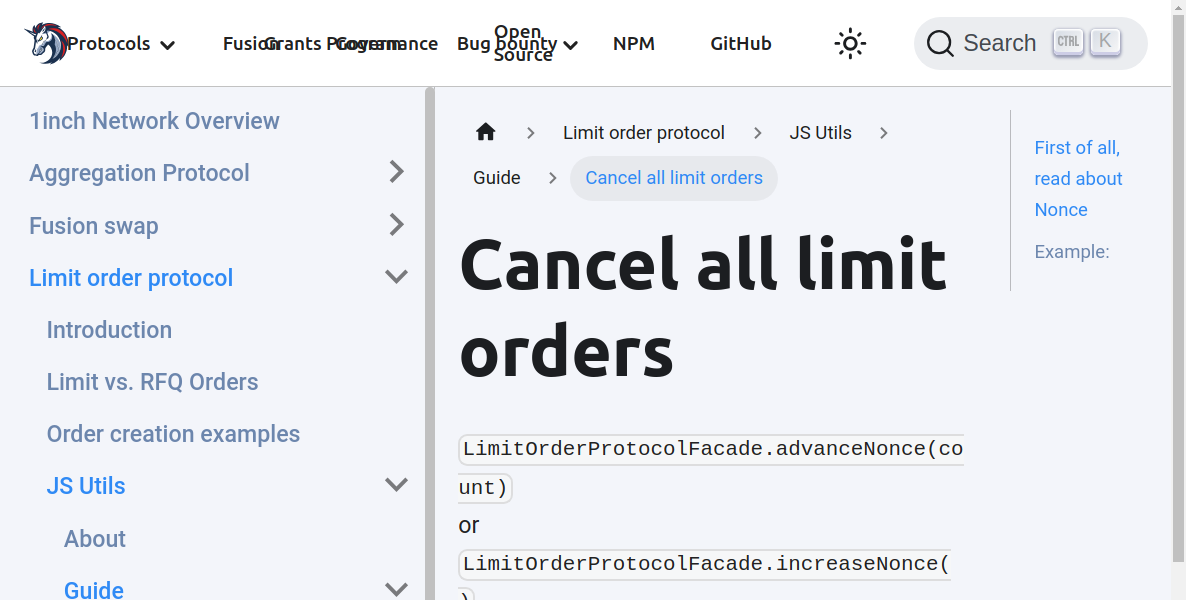 Protocols Fusion Grants Program Governance Bug bounty Open Source NPM GitHub Search CTRL K
1inch Network Overview
Aggregation Protocol
Fusion swap
Limit order protocol
Introduction
Limit vs. RFQ Orders
Order creation examples
JS Utils
About
Guide
Limit order protocol JS Utils
Guide Cancel all limit orders
Cancel all limit
orders
LimitOrderProtocolFacade.advanceNonce(co
unt)
or
LimitOrderProtocolFacade.increaseNonce(
)
First of all,
read about
Nonce
Example: